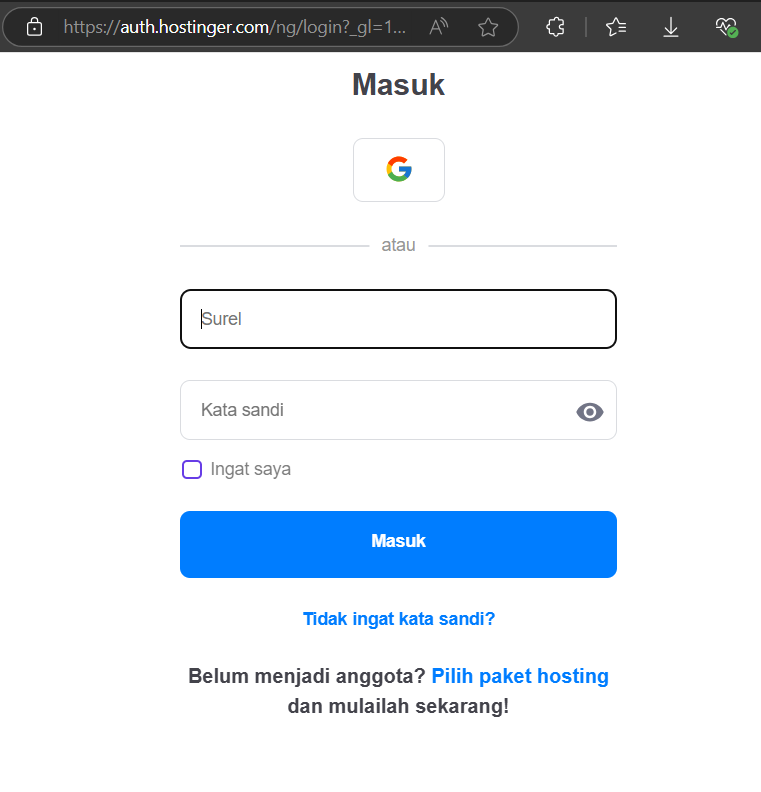 https://auth.hostinger.com/ng/login?_gl=1...
Masuk
atau
Surel
Kata sandi
Ingat saya
Masuk
Tidak ingat kata sandi?
Belum menjadi anggota? Pilih paket hosting
dan mulailah sekarang!